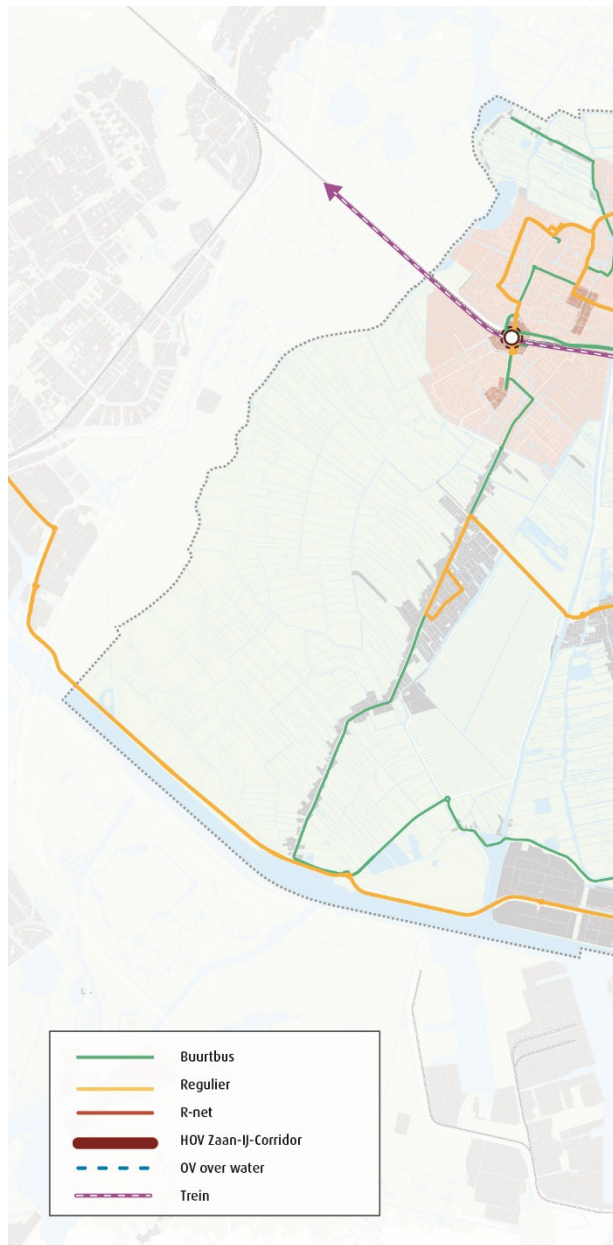 Buurtbus
Regulier
R-net
HOV Zaan-IJ-Corridor
OV over water
Trein